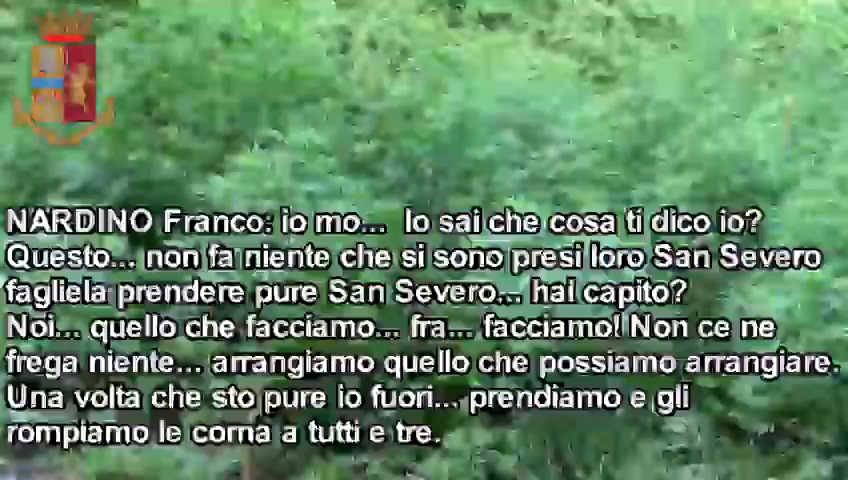 NARDINO Franco: io mo... lo sai che cosa ti dico io?
Questo... non fa niente che si sono presi loro San Severo
fagliela prendere pure San Severo... hai capito?
Noi... quello che facciamo... fra... facciamo! Non ce ne
frega niente... arrangiamo quello che possiamo arrangiare.
Una volta che sto pure io fuori... prendiamo e gli
rompiamo le corna a tutti e tre.